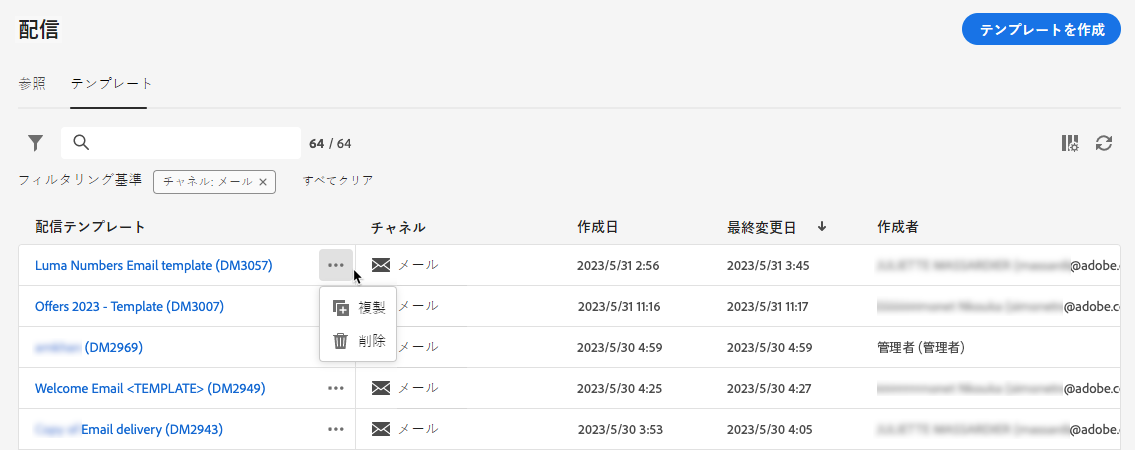 配信
テンプレートを作成
参照 テンプレート
64 / 64
フィルタリング基準 チャネル: メール × すべてクリア
配信テンプレート チャネル 作成日 最終変更日 ↓ 作成者
Luma Numbers Email template (DM3057) メール 2023/5/31 2:56 2023/5/31 3:45 @adobe.
Offers 2023 - Template (DM3007) メール 2023/5/31 11:16 2023/5/31 11:17 @adobe.c
複製
(DM2969) メール 2023/5/30 4:59 2023/5/30 4:59 管理者 (管理者)
削除
Welcome Email <TEMPLATE> (DM2949) メール 2023/5/30 4:25 2023/5/30 4:27 @adobe.c
Email delivery (DM2943) メール 2023/5/30 3:53 2023/5/30 4:05 @adobe.